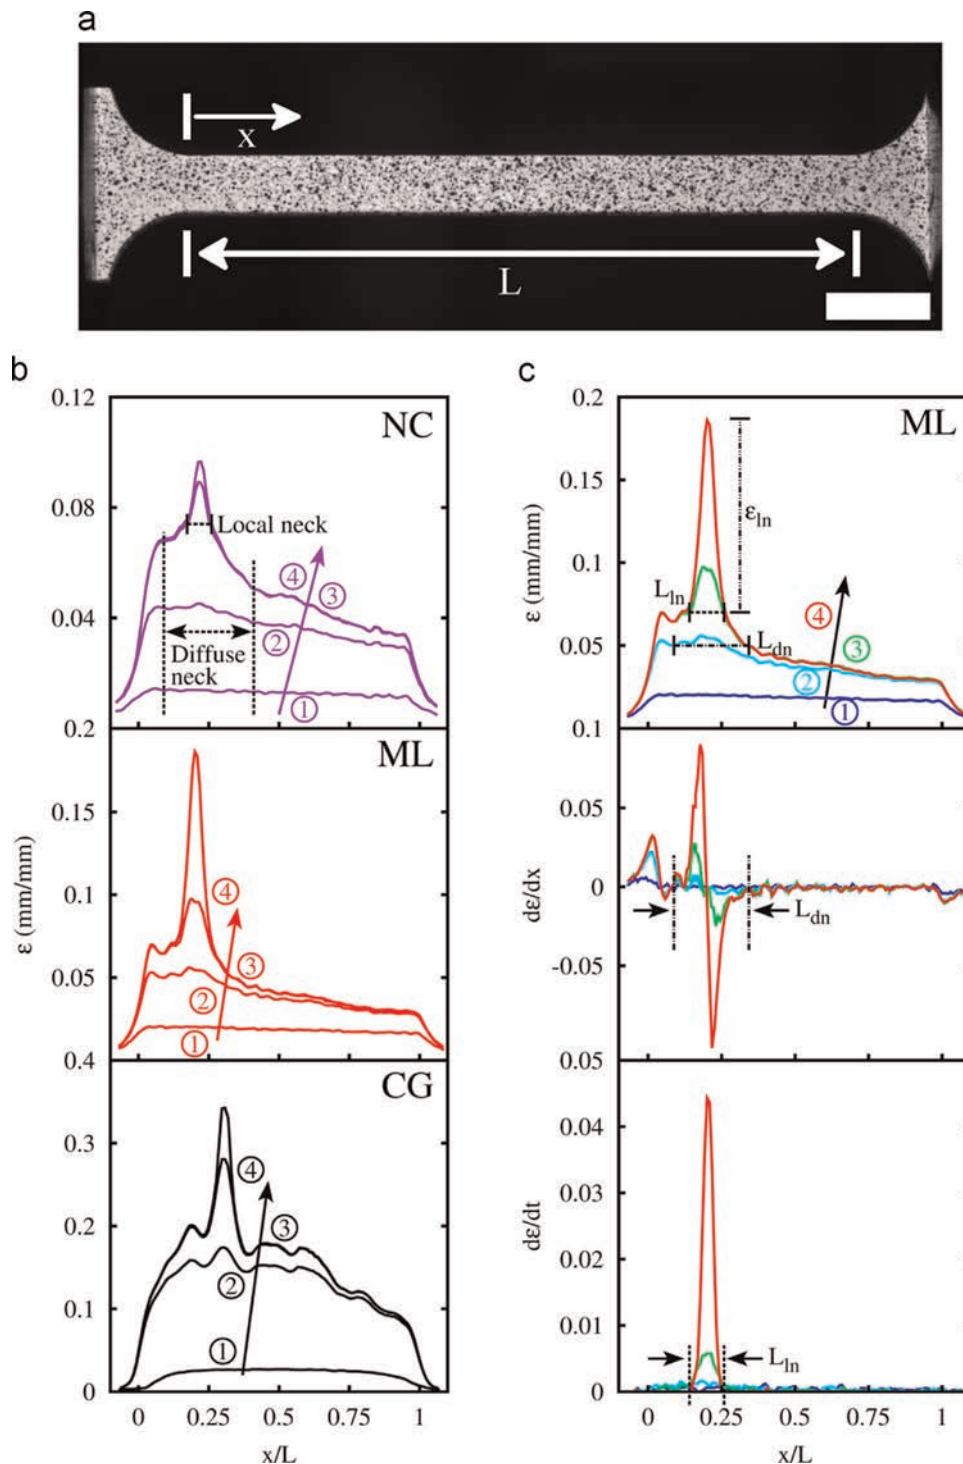 a
x
L
b
NC
0.12
0.08
0.04
0.2
Local neck
Diffuse
neck
④
③
②
①
ML
0.15
0.1
0.05
0.4
ε (mm/mm)
④
③
②
①
CG
0.3
0.2
0.1
0
④
③
②
①
0 0.25 0.5 0.75 1
x/L
c
ML
0.2
0.15
0.1
0.05
0.1
ε (mm/mm)
εln
Lln
Ldn
④
③
②
①
0.05
0
-0.05
0.05
dε/dx
Ldn
0.04
0.03
0.02
0.01
0
dε/dt
Lln
0 0.25 0.5 0.75 1
x/L